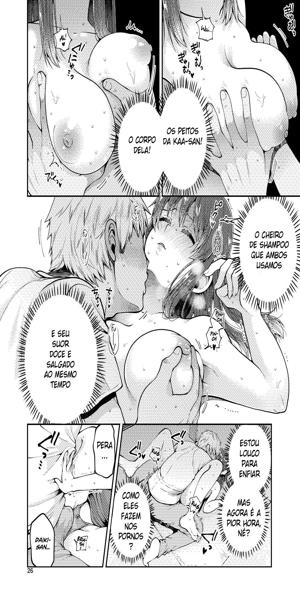 OS PEITOS
DA KAA-SAN!
O CORPO
DELA!
O CHEIRO
DE SHAMPOO
QUE AMBOS
USAMOS
E SEU
SUOR
DOCE E
SALGADO
AO MESMO
TEMPO
ESTOU
LOUCO
PARA
ENFIAR
MAS
AGORA É A
PIOR HORA,
NÉ?
COMO
ELES
FAZEM
NOS
PORNOS?
PERA
...
DAIKI-
SAN...
26